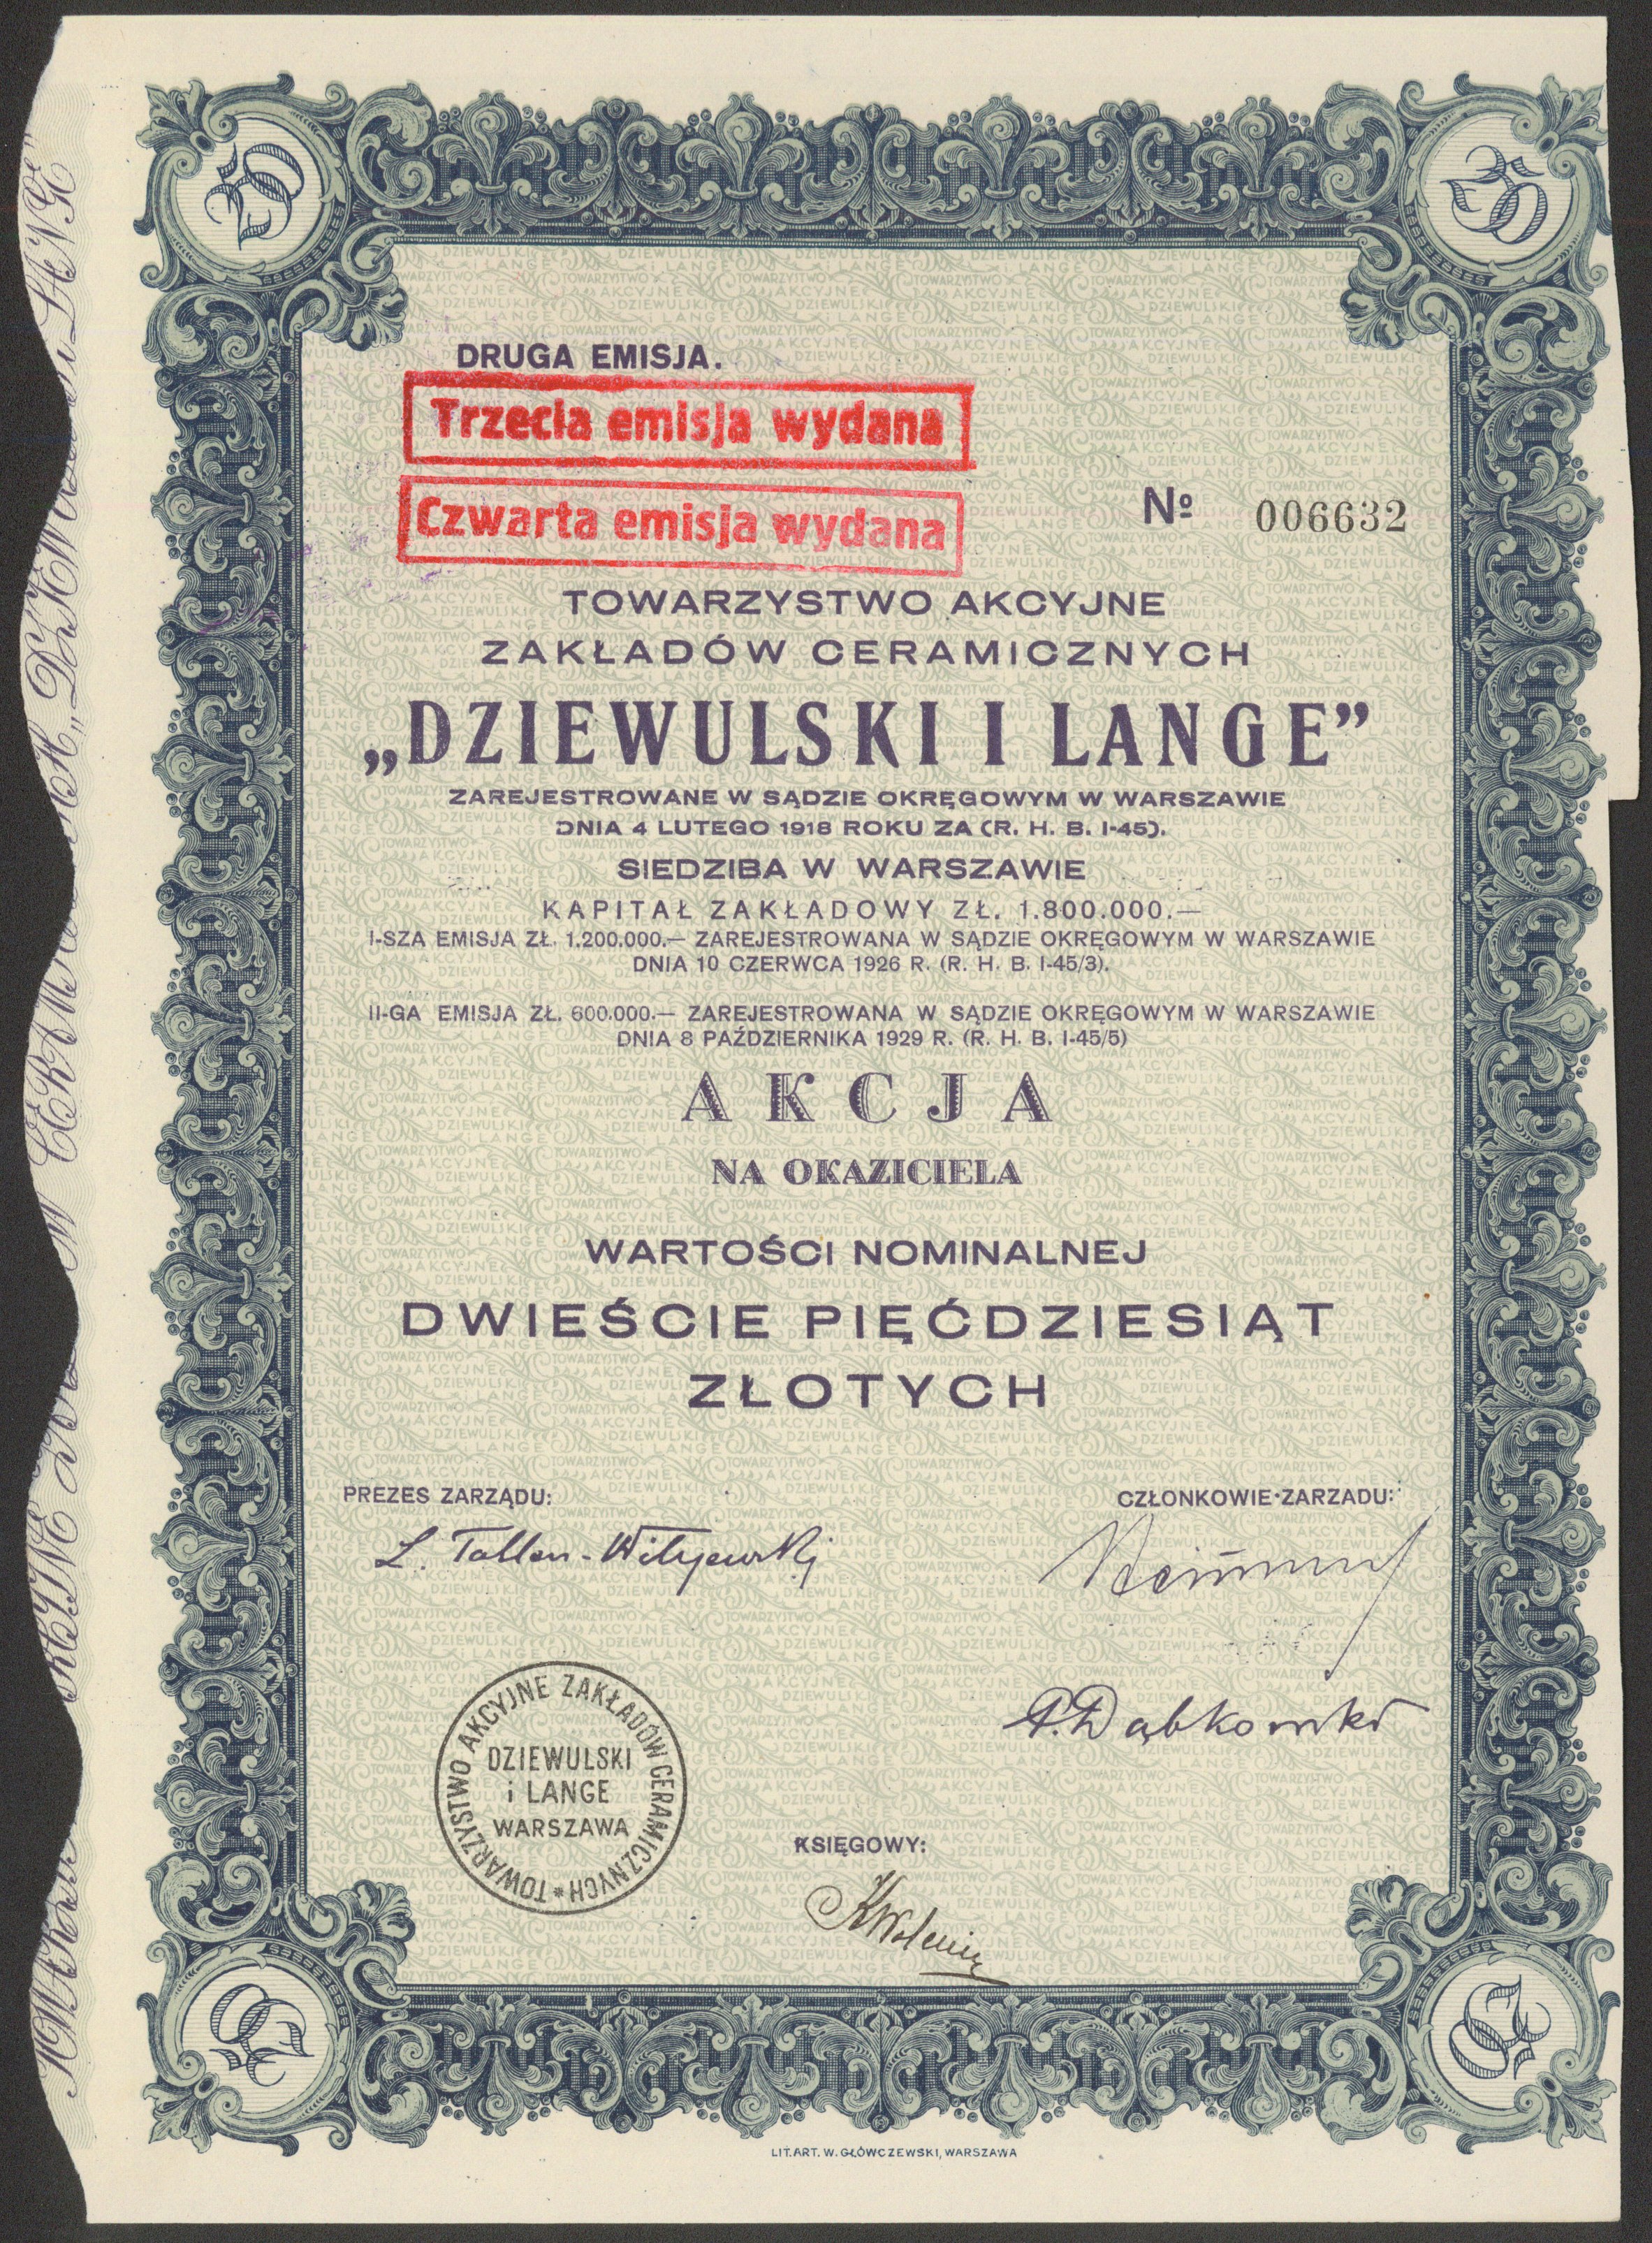 DRUGA EMISJA.
Trzecia emisja wydana
Czwarta emisja wydana
№ 006632
TOWARZYSTWO AKCYJNE
ZAKŁADÓW CERAMICZNYCH
„DZIEWULSKI I LANGE”
ZAREJESTROWANE W SĄDZIE OKRĘGOWYM W WARSZAWIE
DNIA 4 LUTEGO 1918 ROKU ZA (R. H. B. I-45).
SIEDZIBA W WARSZAWIE
KAPITAŁ ZAKŁADOWY ZŁ. 1.800.000.—
I-SZA EMISJA ZŁ. 1.200.000.— ZAREJESTROWANA W SĄDZIE OKRĘGOWYM W WARSZAWIE
DNIA 10 CZERWCA 1926 R. (R. H. B. I-45/3).
II-GA EMISJA ZŁ. 600.000.— ZAREJESTROWANA W SĄDZIE OKRĘGOWYM W WARSZAWIE
DNIA 8 PAŹDZIERNIKA 1929 R. (R. H. B. I-45/5)
AKCJA
NA OKAZICIELA
WARTOŚCI NOMINALNEJ
DWIEŚCIE PIĘĆDZIESIĄT
ZŁOTYCH
PREZES ZARZĄDU:
CZŁONKOWIE ZARZADU:
P. Dąbkowski
TOWARZYSTWO AKCYJNE ZAKŁADÓW CERAMICZNYCH *
DZIEWULSKI
i LANGE
WARSZAWA
KSIĘGOWY:
LIT. ART. W. GŁÓWCZEWSKI, WARSZAWA